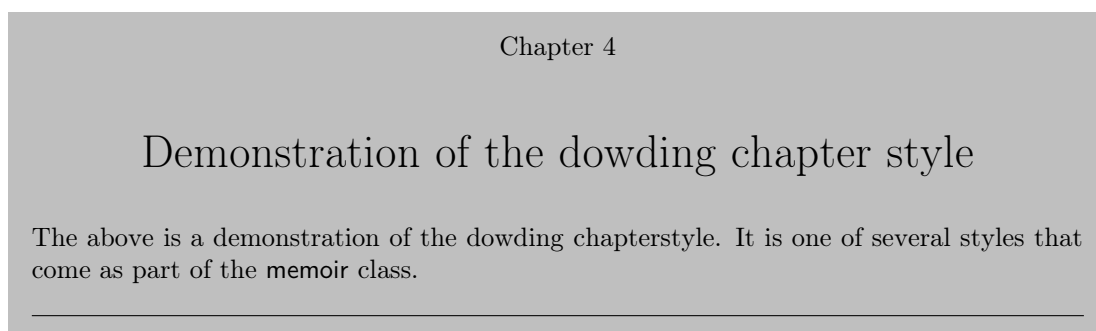 Chapter 4
Demonstration of the dowding chapter style
The above is a demonstration of the dowding chapterstyle. It is one of several styles that
come as part of the memoir class.